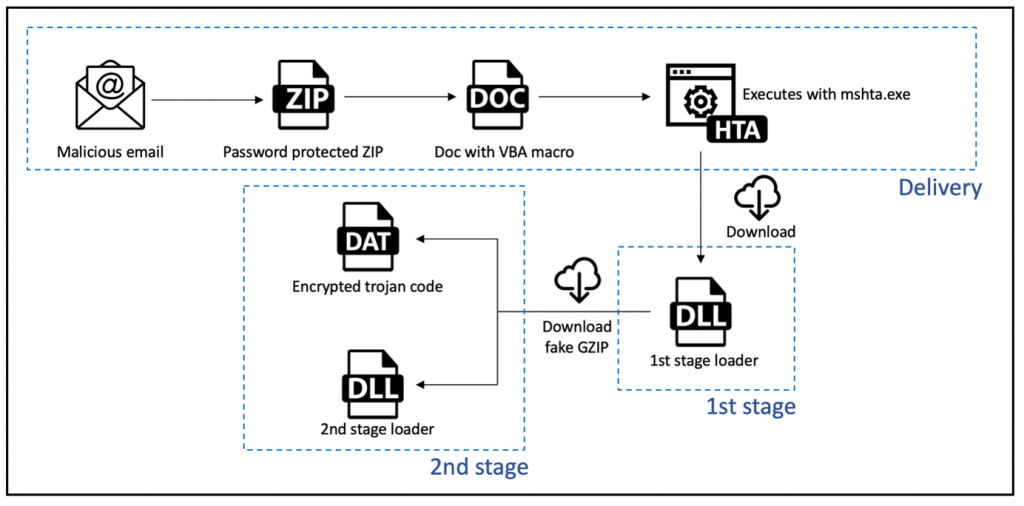 @
ZIP
DOC
HTA
Executes with mshta.exe
Malicious email
Password protected ZIP
Doc with VBA macro
Delivery
Download
DAT
Encrypted trojan code
Download
fake GZIP
DLL
1st stage loader
1st stage
DLL
2nd stage loader
2nd stage